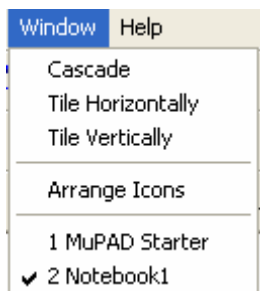 Window Help
Cascade
Tile Horizontally
Tile Vertically
Arrange Icons
1 MuPAD Starter
✔ 2 Notebook1